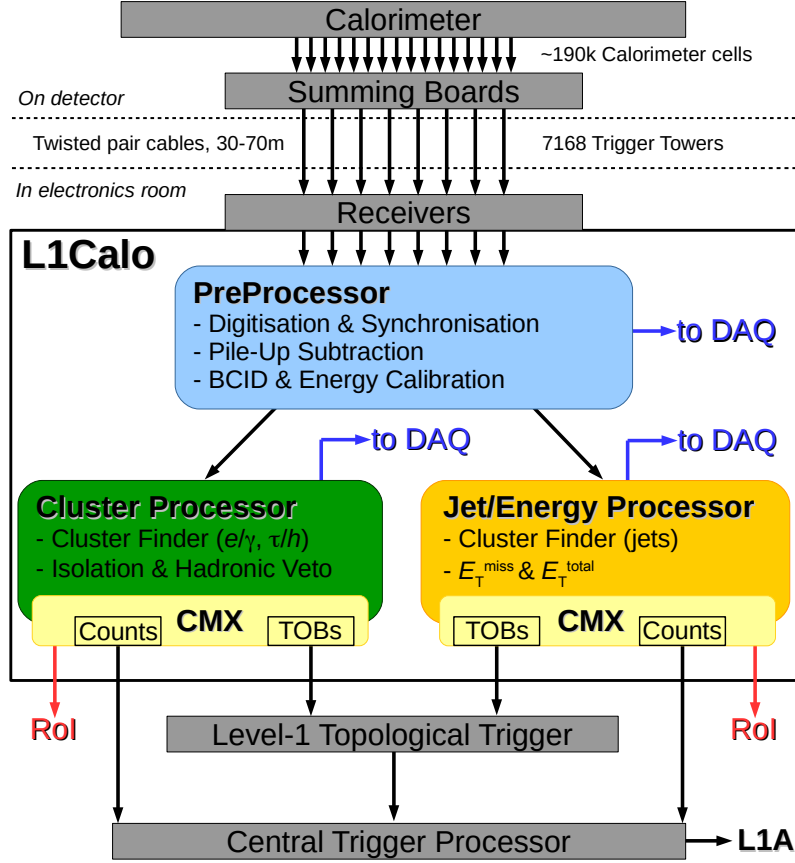 Calorimeter
~190k Calorimeter cells
Summing Boards
On detector
Twisted pair cables, 30-70m
7168 Trigger Towers
In electronics room
Receivers
L1Calo
PreProcessor
- Digitisation & Synchronisation
- Pile-Up Subtraction
- BCID & Energy Calibration
to DAQ
to DAQ
to DAQ
Cluster Processor
- Cluster Finder (e/γ, τ/h)
- Isolation & Hadronic Veto
Jet/Energy Processor
- Cluster Finder (jets)
- E_T^miss & E_T^total
Counts
CMX
TOBs
TOBs
CMX
Counts
RoI
RoI
Level-1 Topological Trigger
Central Trigger Processor
L1A